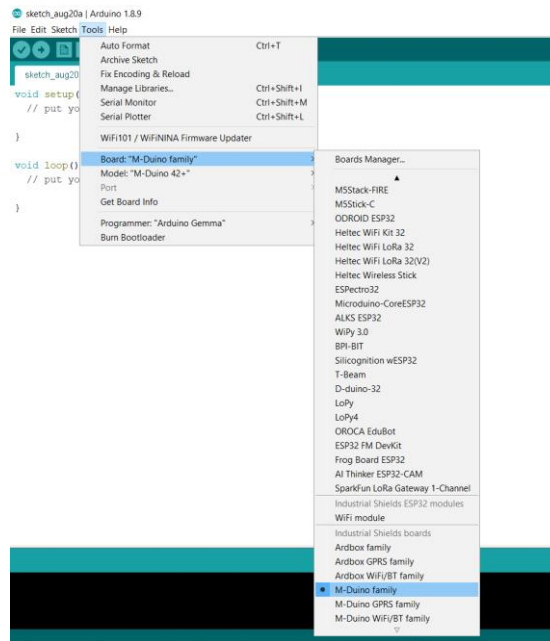 sketch_aug20a | Arduino 1.8.9
File Edit Sketch Tools Help
sketch_aug20
void setup(
// put yo
}
void loop()
// put yo
}
Auto Format Ctrl+T
Archive Sketch
Fix Encoding & Reload
Manage Libraries... Ctrl+Shift+I
Serial Monitor Ctrl+Shift+M
Serial Plotter Ctrl+Shift+L
WiFi101 / WiFiNINA Firmware Updater
Board: "M-Duino family"
Model: "M-Duino 42+"
Port
Get Board Info
Programmer: "Arduino Gemma"
Burn Bootloader
Boards Manager...
M5Stack-FIRE
M5Stick-C
ODROID ESP32
Heltec WiFi Kit 32
Heltec WiFi LoRa 32
Heltec WiFi LoRa 32(V2)
Heltec Wireless Stick
ESPectro32
Microduino-CoreESP32
ALKS ESP32
WiPy 3.0
BPI-BIT
Silicognition wESP32
T-Beam
D-duino-32
LoPy
LoPy4
OROCA EduBot
ESP32 FM DevKit
Frog Board ESP32
AI Thinker ESP32-CAM
SparkFun LoRa Gateway 1-Channel
Industrial Shields ESP32 modules
WiFi module
Industrial Shields boards
Ardbox family
Ardbox GPRS family
Ardbox WiFi/BT family
M-Duino family
M-Duino GPRS family
M-Duino WiFi/BT family